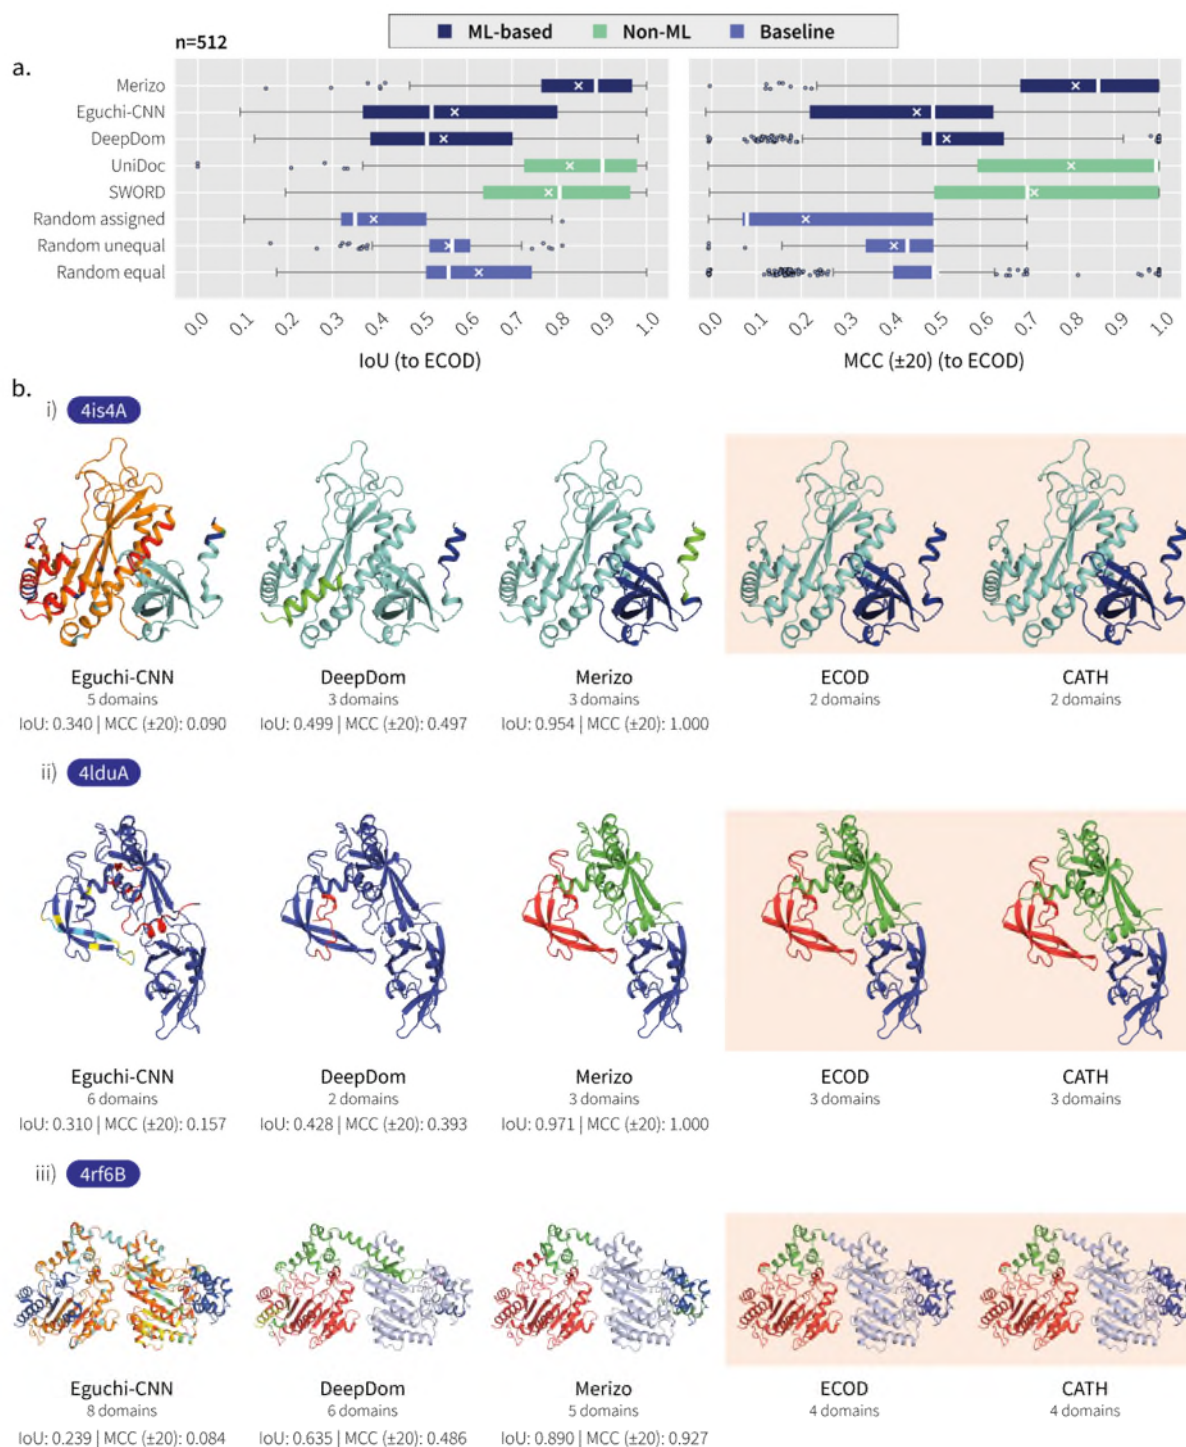 ML-based Non-ML Baseline
n=512
a.
Merizo
Eguchi-CNN
DeepDom
UniDoc
SWORD
Random assigned
Random unequal
Random equal
0.0 0.1 0.2 0.3 0.4 0.5 0.6 0.7 0.8 0.9 1.0 0.0 0.1 0.2 0.3 0.4 0.5 0.6 0.7 0.8 0.9 1.0
IoU (to ECOD) MCC (±20) (to ECOD)
b.
i) 4is4A
Eguchi-CNN DeepDom Merizo ECOD CATH
5 domains 3 domains 3 domains 2 domains 2 domains
IoU: 0.340 | MCC (±20): 0.090 IoU: 0.499 | MCC (±20): 0.497 IoU: 0.954 | MCC (±20): 1.000
ii) 4lduA
Eguchi-CNN DeepDom Merizo ECOD CATH
6 domains 2 domains 3 domains 3 domains 3 domains
IoU: 0.310 | MCC (±20): 0.157 IoU: 0.428 | MCC (±20): 0.393 IoU: 0.971 | MCC (±20): 1.000
iii) 4rf6B
Eguchi-CNN DeepDom Merizo ECOD CATH
8 domains 6 domains 5 domains 4 domains 4 domains
IoU: 0.239 | MCC (±20): 0.084 IoU: 0.635 | MCC (±20): 0.486 IoU: 0.890 | MCC (±20): 0.927